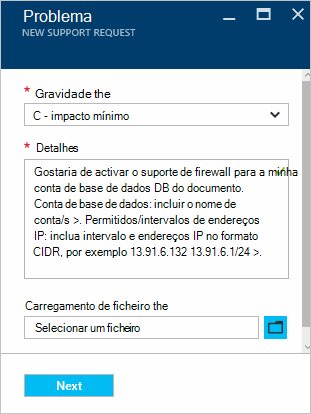 Problema
NEW SUPPORT REQUEST
* Gravidade the
C - impacto mínimo
* Detalhes
Gostaria de activar o suporte de firewall para a minha
conta de base de dados DB do documento.
Conta de base de dados: incluir o nome de
conta/s >. Permitidos/intervalos de endereços
IP: inclua intervalo e endereços IP no formato
CIDR, por exemplo 13.91.6.132 13.91.6.1/24 >.
Carregamento de ficheiro the
Selecionar um ficheiro
Next